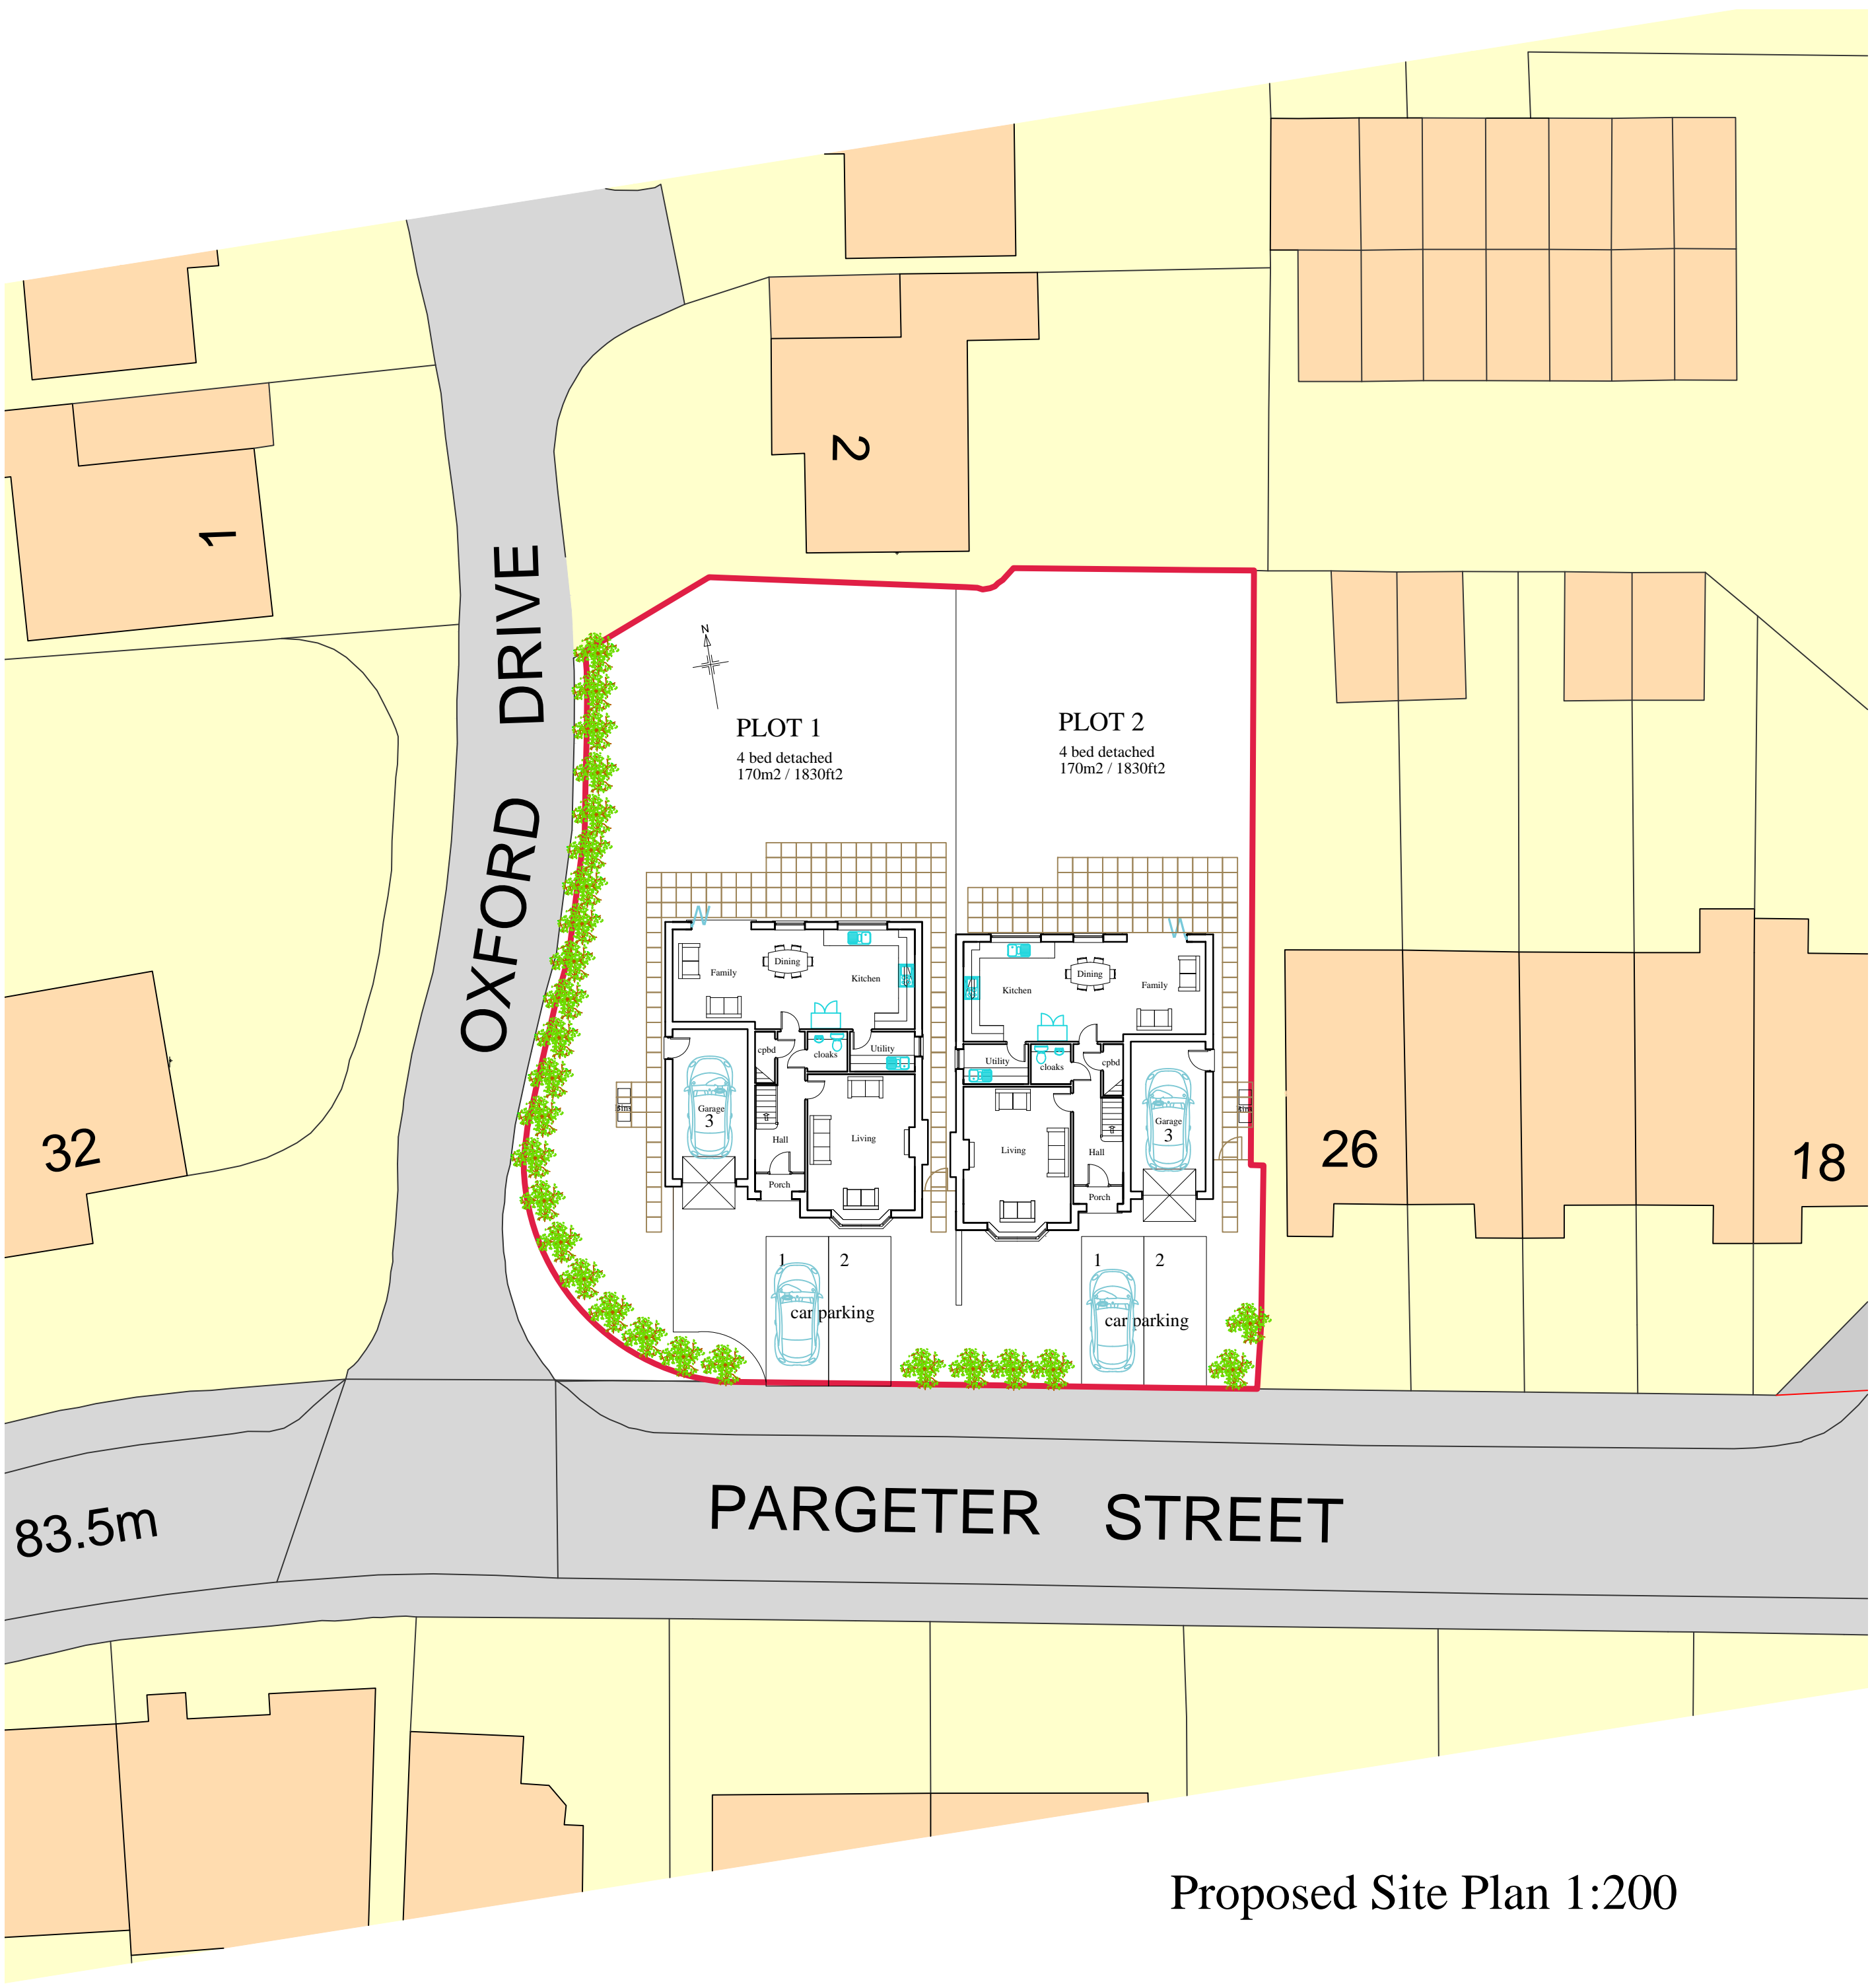 2
1
OXFORD DRIVE
N
PLOT 1
4 bed detached
170m2 / 1830ft2
PLOT 2
4 bed detached
170m2 / 1830ft2
Family
Dining
Kitchen
cpbd
cloaks
Utility
Garage
3
Hall
Living
Porch
Bins
Kitchen
Dining
Family
Utility
cloaks
cpbd
Garage
3
Living
Hall
Porch
1
2
car parking
1
2
car parking
32
26
18
83.5m
PARGETER STREET
Proposed Site Plan 1:200